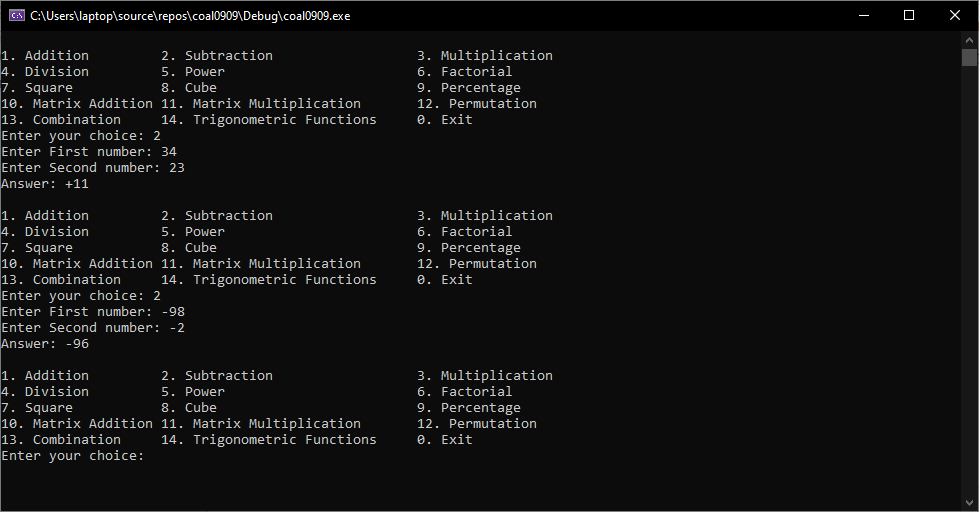 C:\Users\laptop\source\repos\coal0909\Debug\coal0909.exe
1. Addition 2. Subtraction 3. Multiplication
4. Division 5. Power 6. Factorial
7. Square 8. Cube 9. Percentage
10. Matrix Addition 11. Matrix Multiplication 12. Permutation
13. Combination 14. Trigonometric Functions 0. Exit
Enter your choice: 2
Enter First number: 34
Enter Second number: 23
Answer: +11
1. Addition 2. Subtraction 3. Multiplication
4. Division 5. Power 6. Factorial
7. Square 8. Cube 9. Percentage
10. Matrix Addition 11. Matrix Multiplication 12. Permutation
13. Combination 14. Trigonometric Functions 0. Exit
Enter your choice: 2
Enter First number: -98
Enter Second number: -2
Answer: -96
1. Addition 2. Subtraction 3. Multiplication
4. Division 5. Power 6. Factorial
7. Square 8. Cube 9. Percentage
10. Matrix Addition 11. Matrix Multiplication 12. Permutation
13. Combination 14. Trigonometric Functions 0. Exit
Enter your choice: